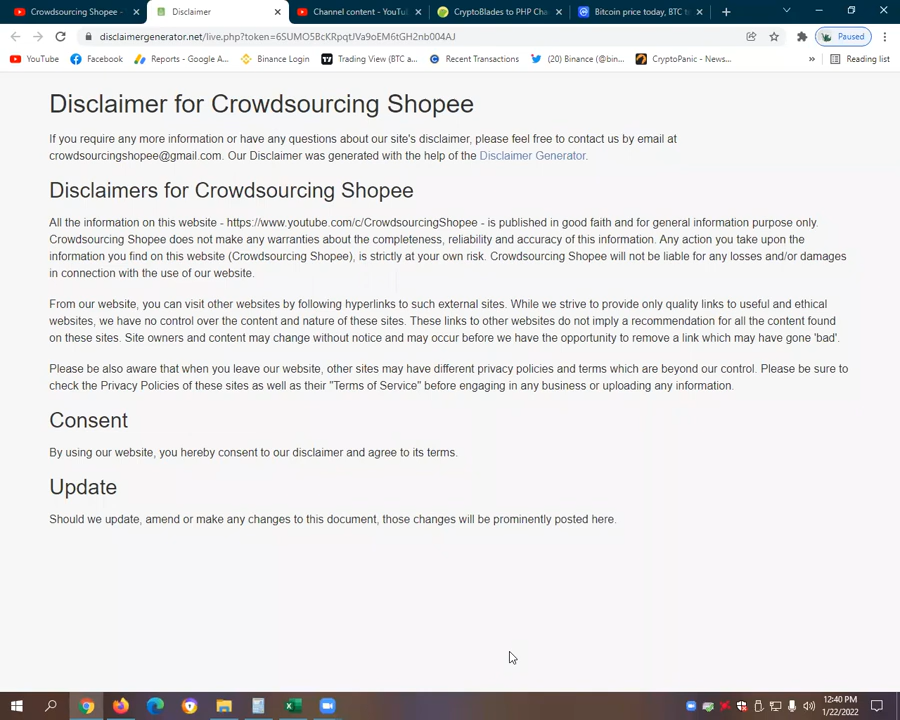 Crowdsourcing Shopee -
Disclaimer
Channel content - YouTu
CryptoBlades to PHP Cha
Bitcoin price today, BTC t
disclaimergenerator.net/live.php?token=6SUMO5BcKRpqtJVa9oEM6tGH2nb004AJ
Paused
YouTube
Facebook
Reports - Google A...
Binance Login
Trading View (BTC a...
Recent Transactions
(20) Binance (@bin...
CryptoPanic - News...
»
Reading list
Disclaimer for Crowdsourcing Shopee
If you require any more information or have any questions about our site's disclaimer, please feel free to contact us by email at
crowdsourcingshopee@gmail.com. Our Disclaimer was generated with the help of the Disclaimer Generator.
Disclaimers for Crowdsourcing Shopee
All the information on this website - https://www.youtube.com/c/CrowdsourcingShopee - is published in good faith and for general information purpose only.
Crowdsourcing Shopee does not make any warranties about the completeness, reliability and accuracy of this information. Any action you take upon the
information you find on this website (Crowdsourcing Shopee), is strictly at your own risk. Crowdsourcing Shopee will not be liable for any losses and/or damages
in connection with the use of our website.
From our website, you can visit other websites by following hyperlinks to such external sites. While we strive to provide only quality links to useful and ethical
websites, we have no control over the content and nature of these sites. These links to other websites do not imply a recommendation for all the content found
on these sites. Site owners and content may change without notice and may occur before we have the opportunity to remove a link which may have gone 'bad'.
Please be also aware that when you leave our website, other sites may have different privacy policies and terms which are beyond our control. Please be sure to
check the Privacy Policies of these sites as well as their "Terms of Service" before engaging in any business or uploading any information.
Consent
By using our website, you hereby consent to our disclaimer and agree to its terms.
Update
Should we update, amend or make any changes to this document, those changes will be prominently posted here.
12:40 PM
1/22/2022